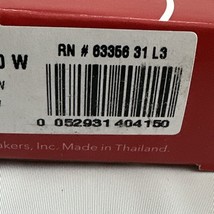 RN # 63356 31 L3
0 W
N
0 052931 404150
akers, Inc. Made in Thailand.